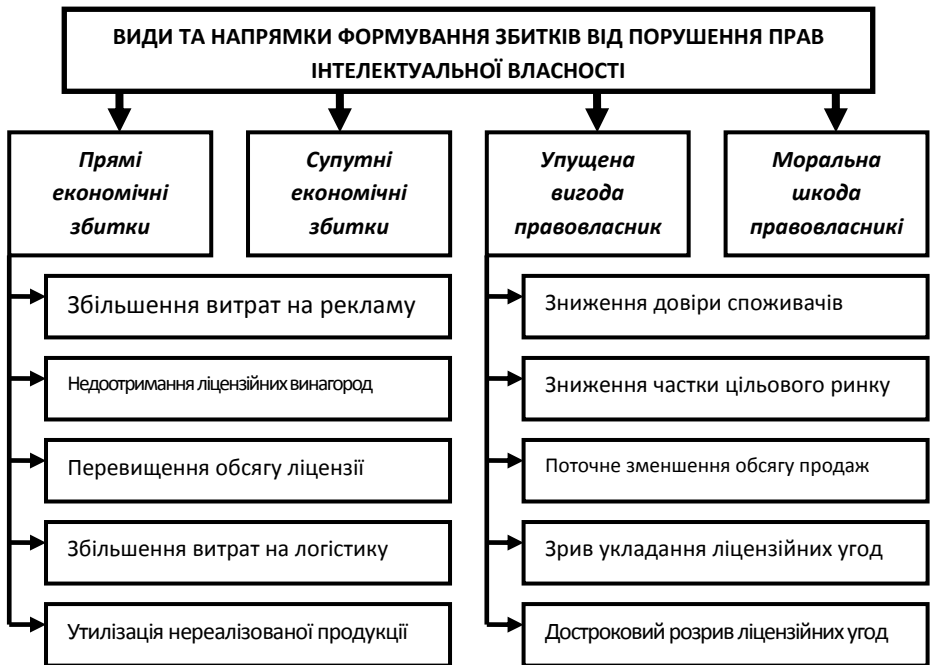 ВИДИ ТА НАПРЯМКИ ФОРМУВАННЯ ЗБИТКІВ ВІД ПОРУШЕННЯ ПРАВ
ІНТЕЛЕКТУАЛЬНОЇ ВЛАСНОСТІ
Прямі
економічні
збитки
Супутні
економічні
збитки
Упущена
вигода
правовласник
Моральна
шкода
правовласникі
Збільшення витрат на рекламу
Недоотримання ліцензійних винагород
Перевищення обсягу ліцензії
Збільшення витрат на логістику
Утилізація нереалізованої продукції
Зниження довіри споживачів
Зниження частки цільового ринку
Поточне зменшення обсягу продаж
Зрив укладання ліцензійних угод
Достроковий розрив ліцензійних угод